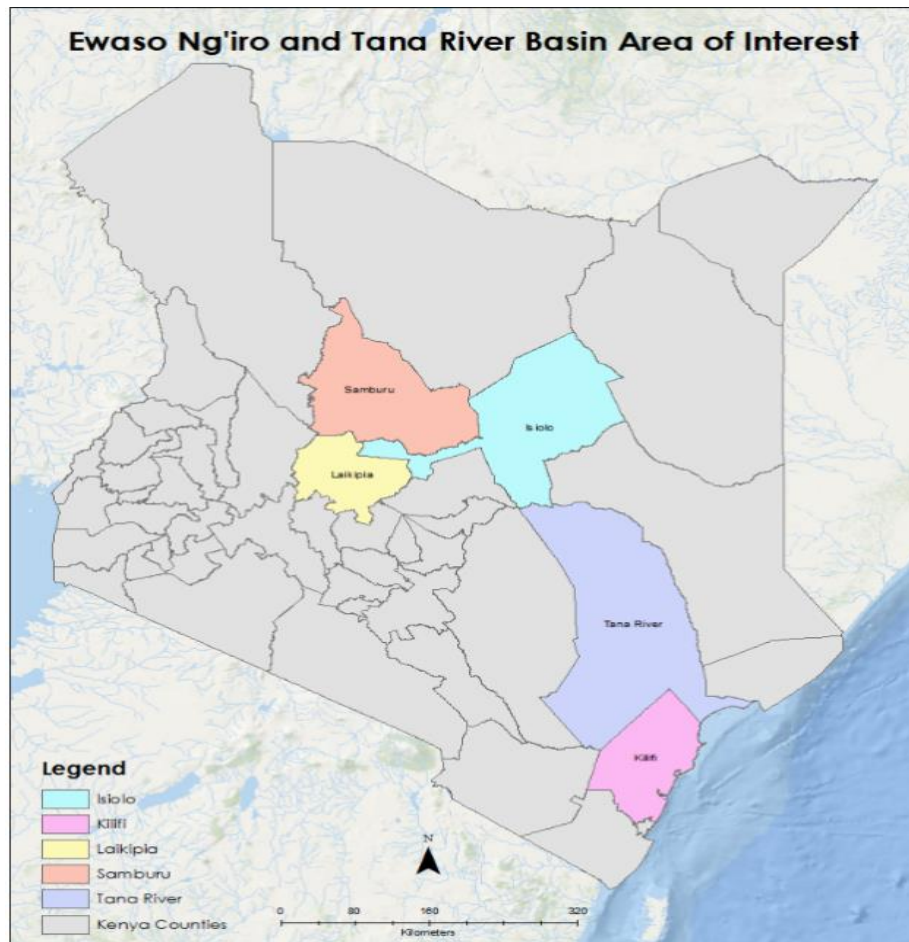 Ewaso Ng'iro and Tana River Basin Area of Interest
Samburu
Isiolo
Laikipia
Tana River
Kilifi
Legend
Isiolo
Kilifi
Laikipia
Samburu
Tana River
Kenya Counties
N
0 80 160 320
Kilometers